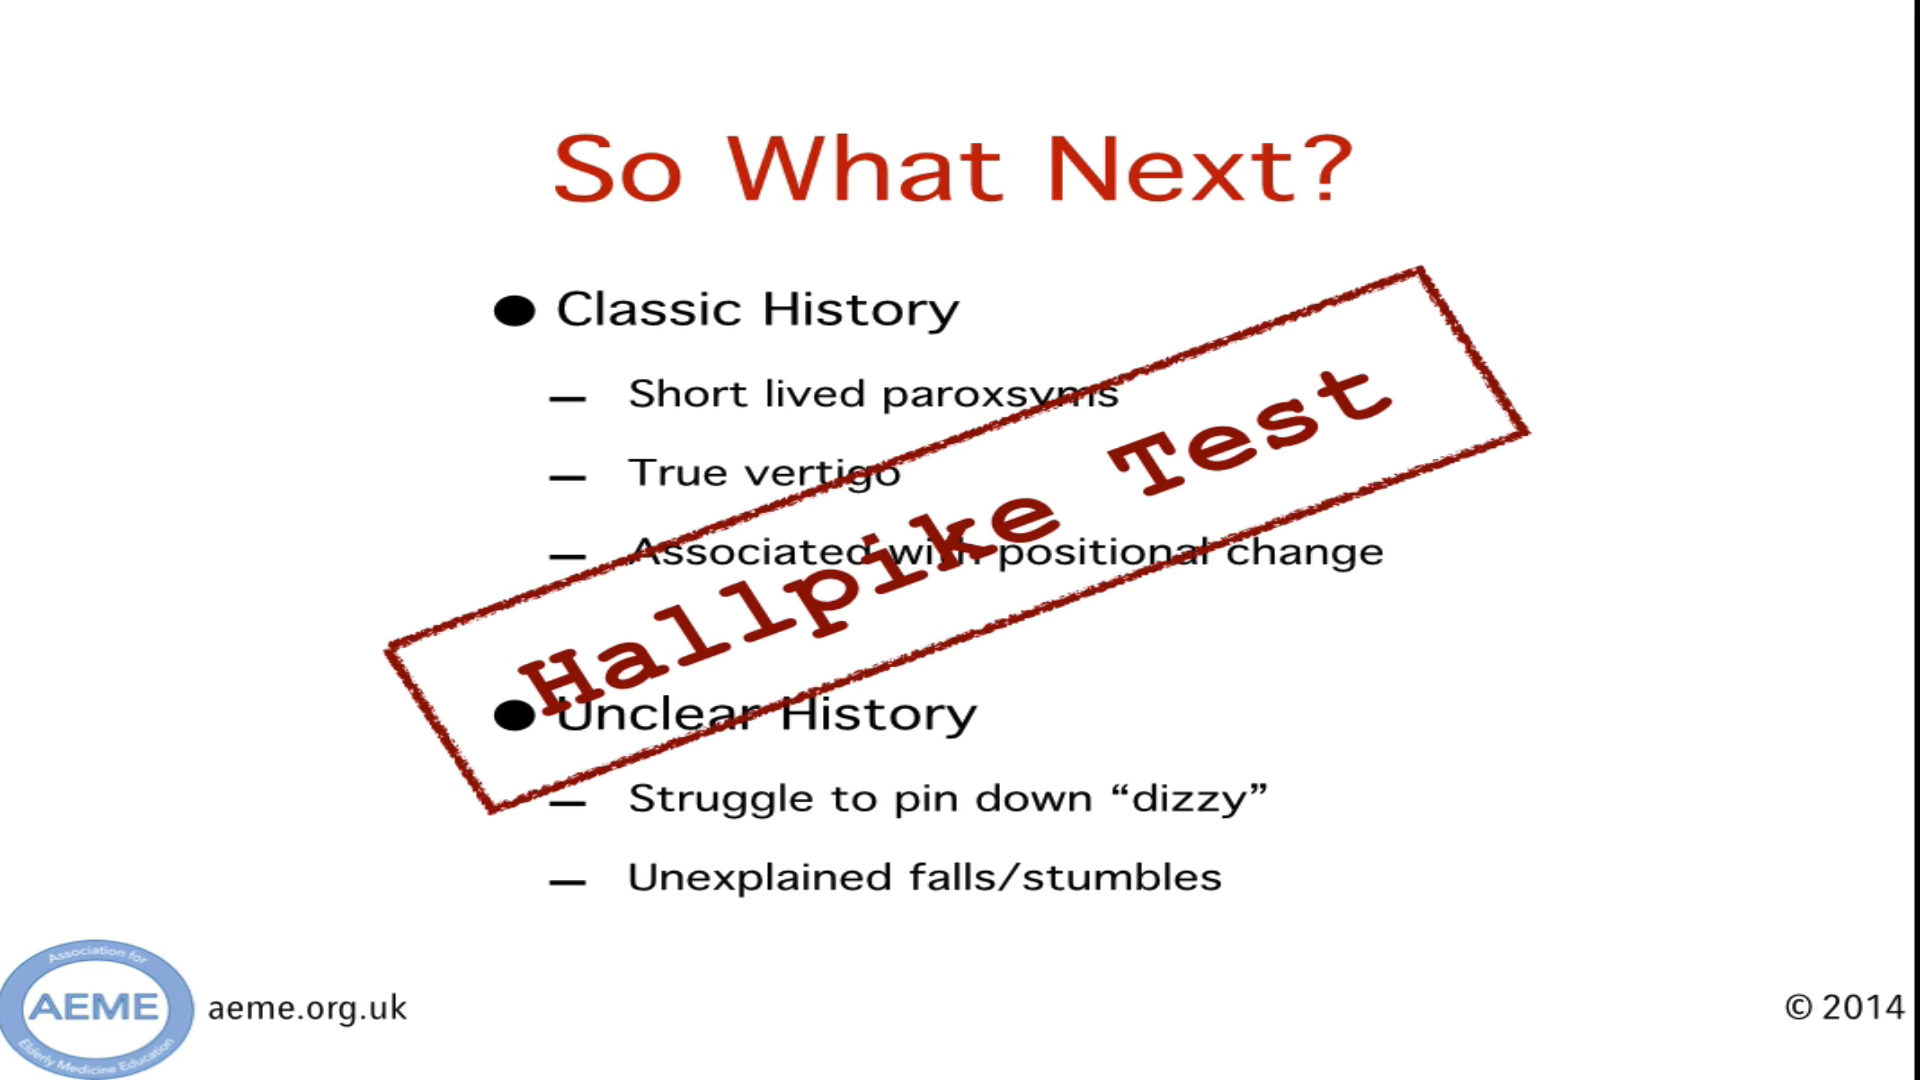 So What Next?
● Classic History
– Short lived paroxsyms
– True vertigo
– Associated with positional change
Hallpike Test
● Unclear History
– Struggle to pin down “dizzy”
– Unexplained falls/stumbles
Association for
AEME
Elderly Medicine Education
aeme.org.uk
© 2014